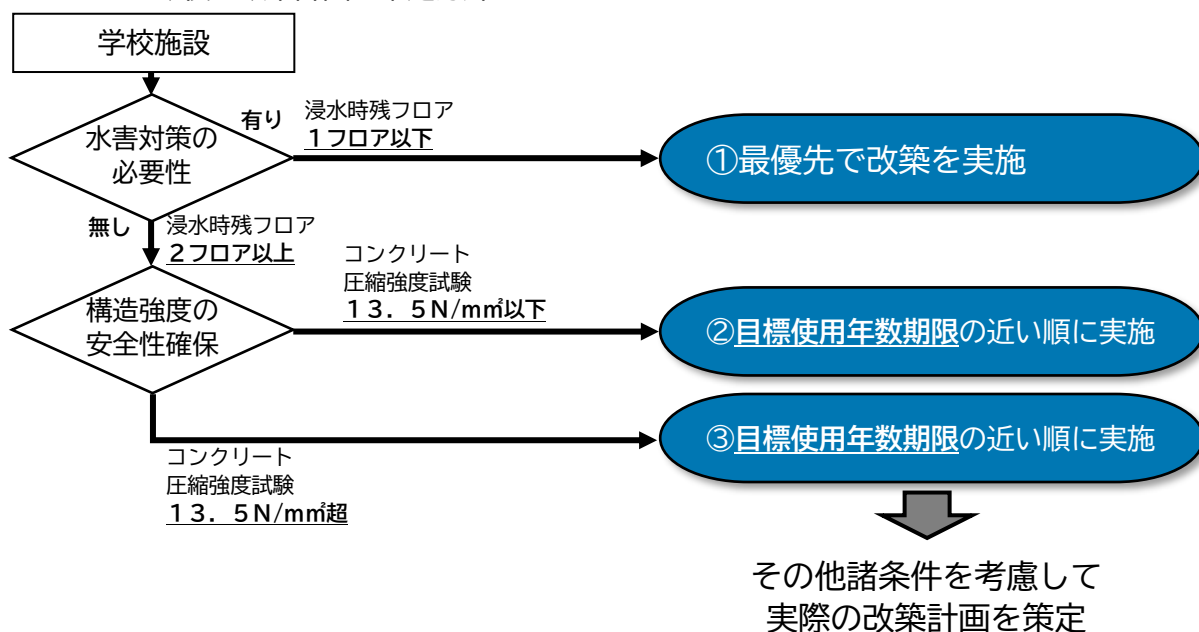 学校施設
水害対策の
必要性
有り
浸水時残フロア
1フロア以下
①最優先で改築を実施
無し
浸水時残フロア
2フロア以上
構造強度の
安全性確保
コンクリート
圧縮強度試験
13．5N/m㎡以下
②目標使用年数期限の近い順に実施
③目標使用年数期限の近い順に実施
コンクリート
圧縮強度試験
13．5N/m㎡超
その他諸条件を考慮して
実際の改築計画を策定